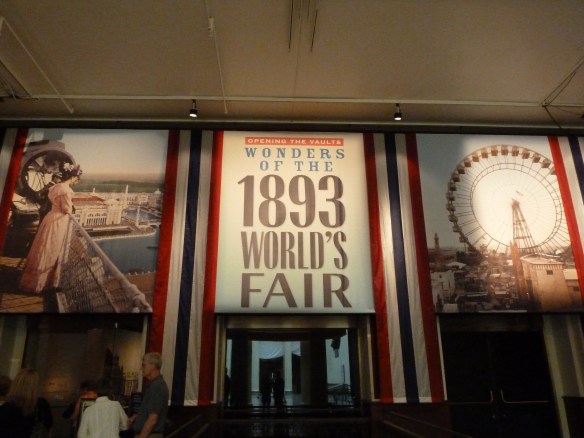 OPENING THE VAULTS
WONDERS
OF THE
1893
WORLD'S
FAIR